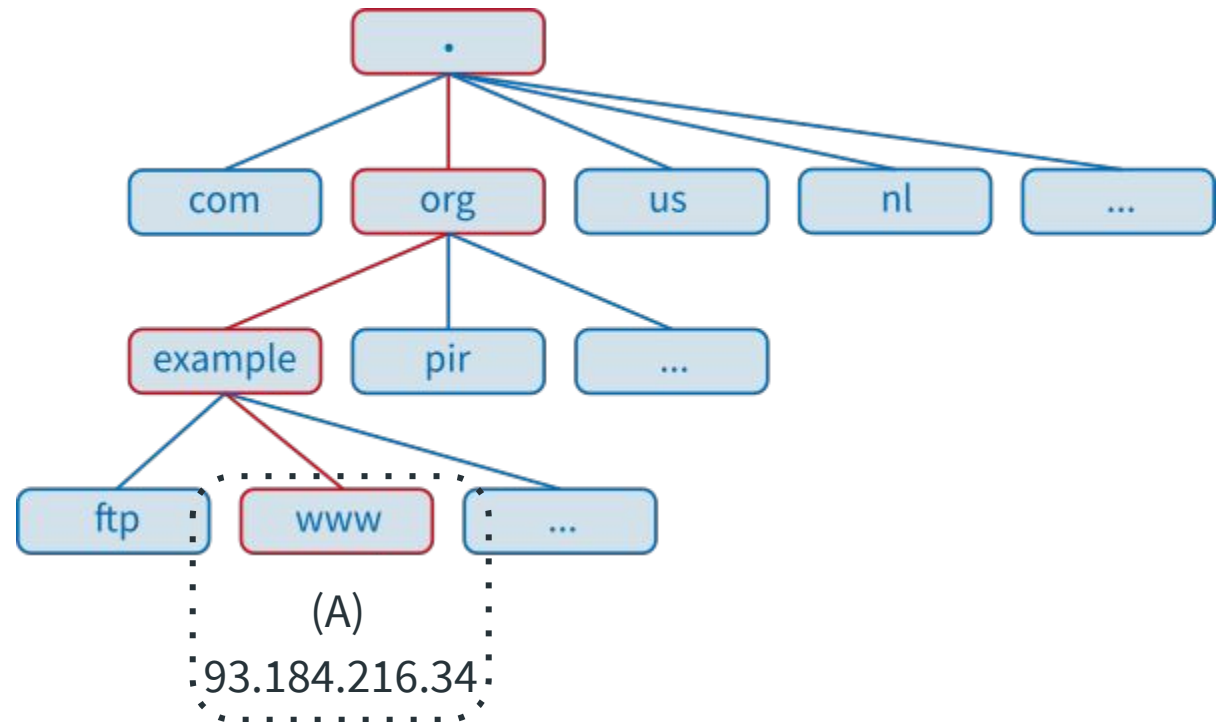 .
com
org
us
nl
...
example
pir
...
ftp
www
...
(A)
93.184.216.34